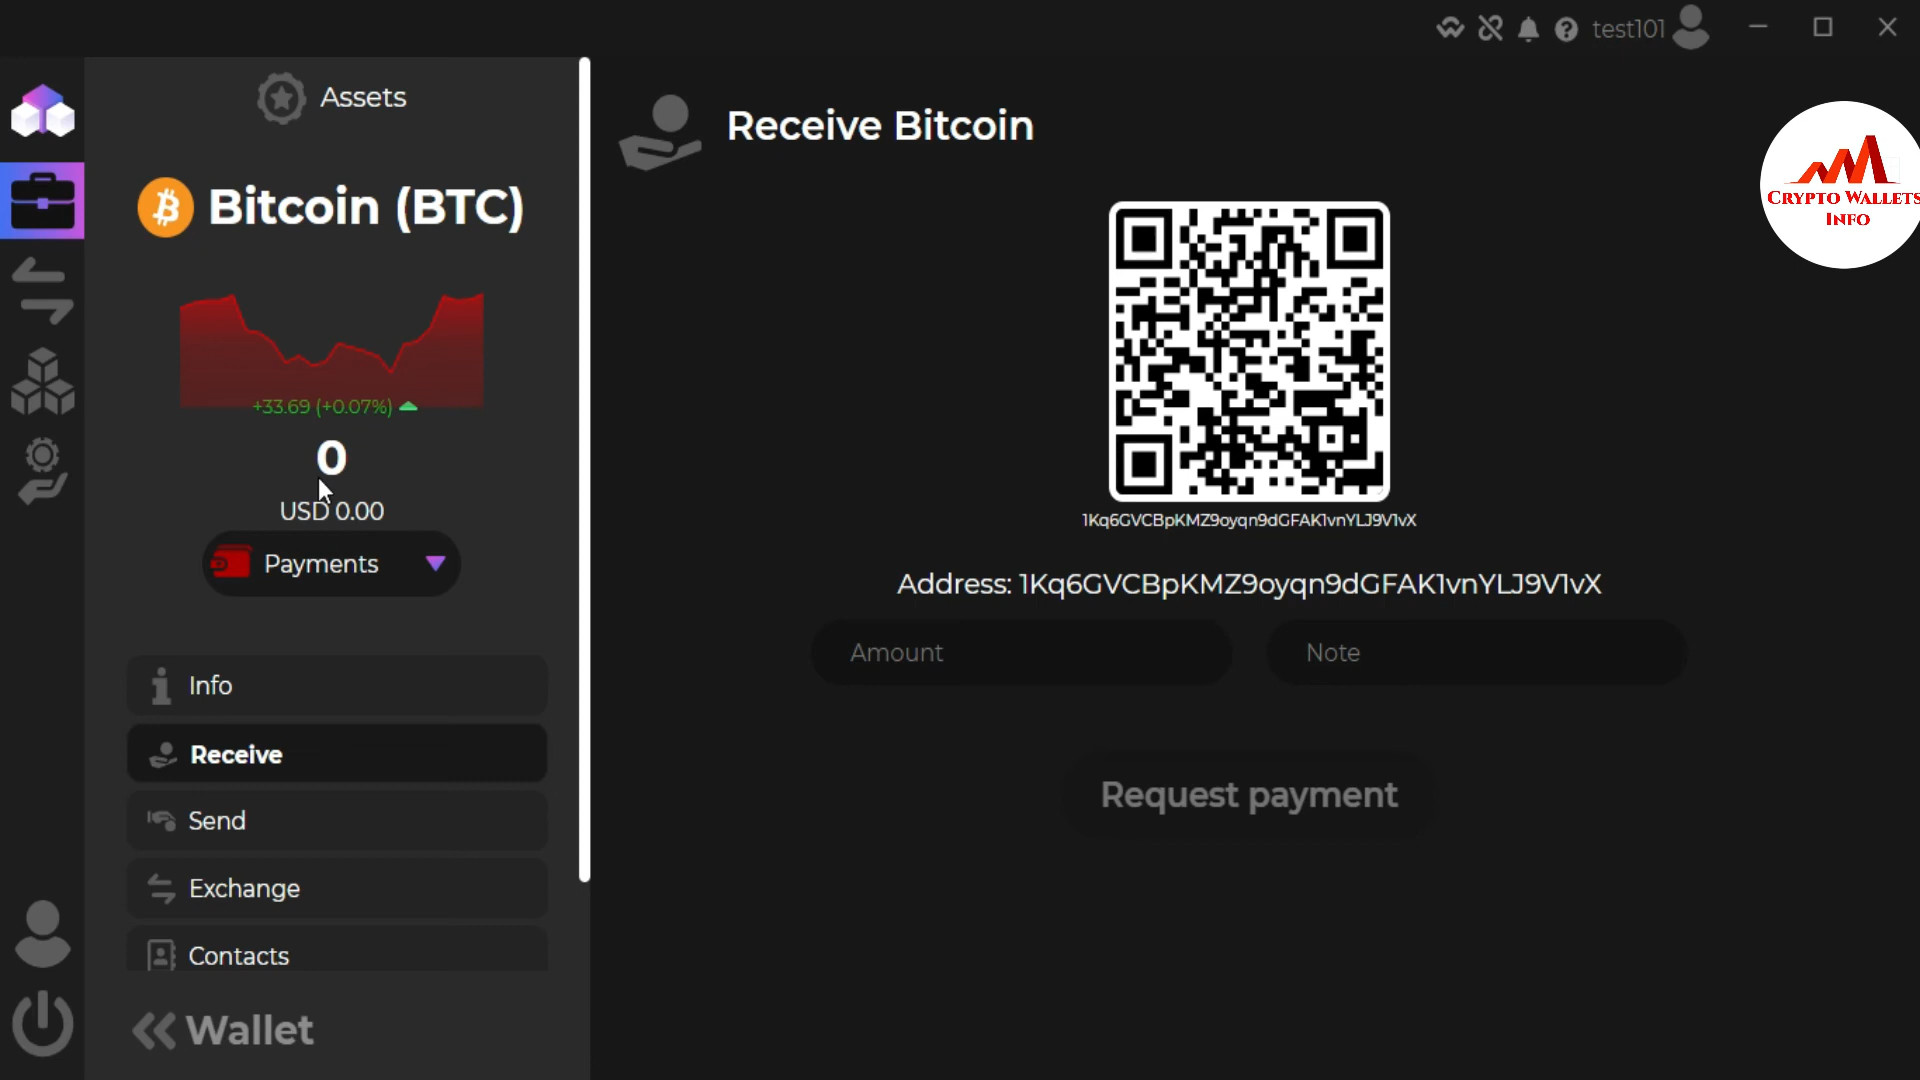 test101
Assets
Bitcoin (BTC)
+33.69 (+0.07%)
0
USD 0.00
Payments
Info
Receive
Send
Exchange
Contacts
Wallet
Receive Bitcoin
1Kq6GVCBpKMZ9oyqn9dGFAK1vnYLJ9V1vX
Address: 1Kq6GVCBpKMZ9oyqn9dGFAK1vnYLJ9V1vX
Amount
Note
Request payment
Crypto Wallets
Info